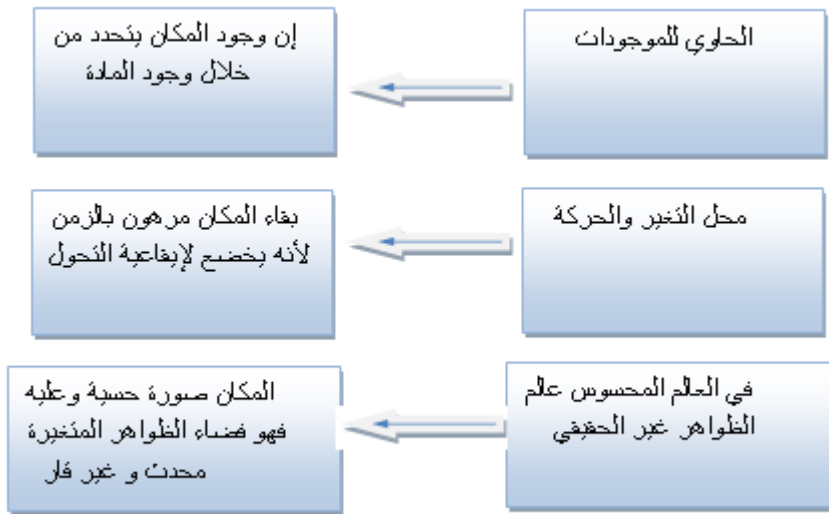 الحاوي للموجودات
إن وجود المكان يتحدد من
خلال وجود المادة
محل التغير والحركة
بقاء المكان مرهون بالزمن
لأنه يخضع لإيقاعية التحول
في العالم المحسوس عالم
الظواهر غير الحقيقي
المكان صورة حسية وعليه
فهو فضاء الظواهر المتغيرة
محدث و غير قار